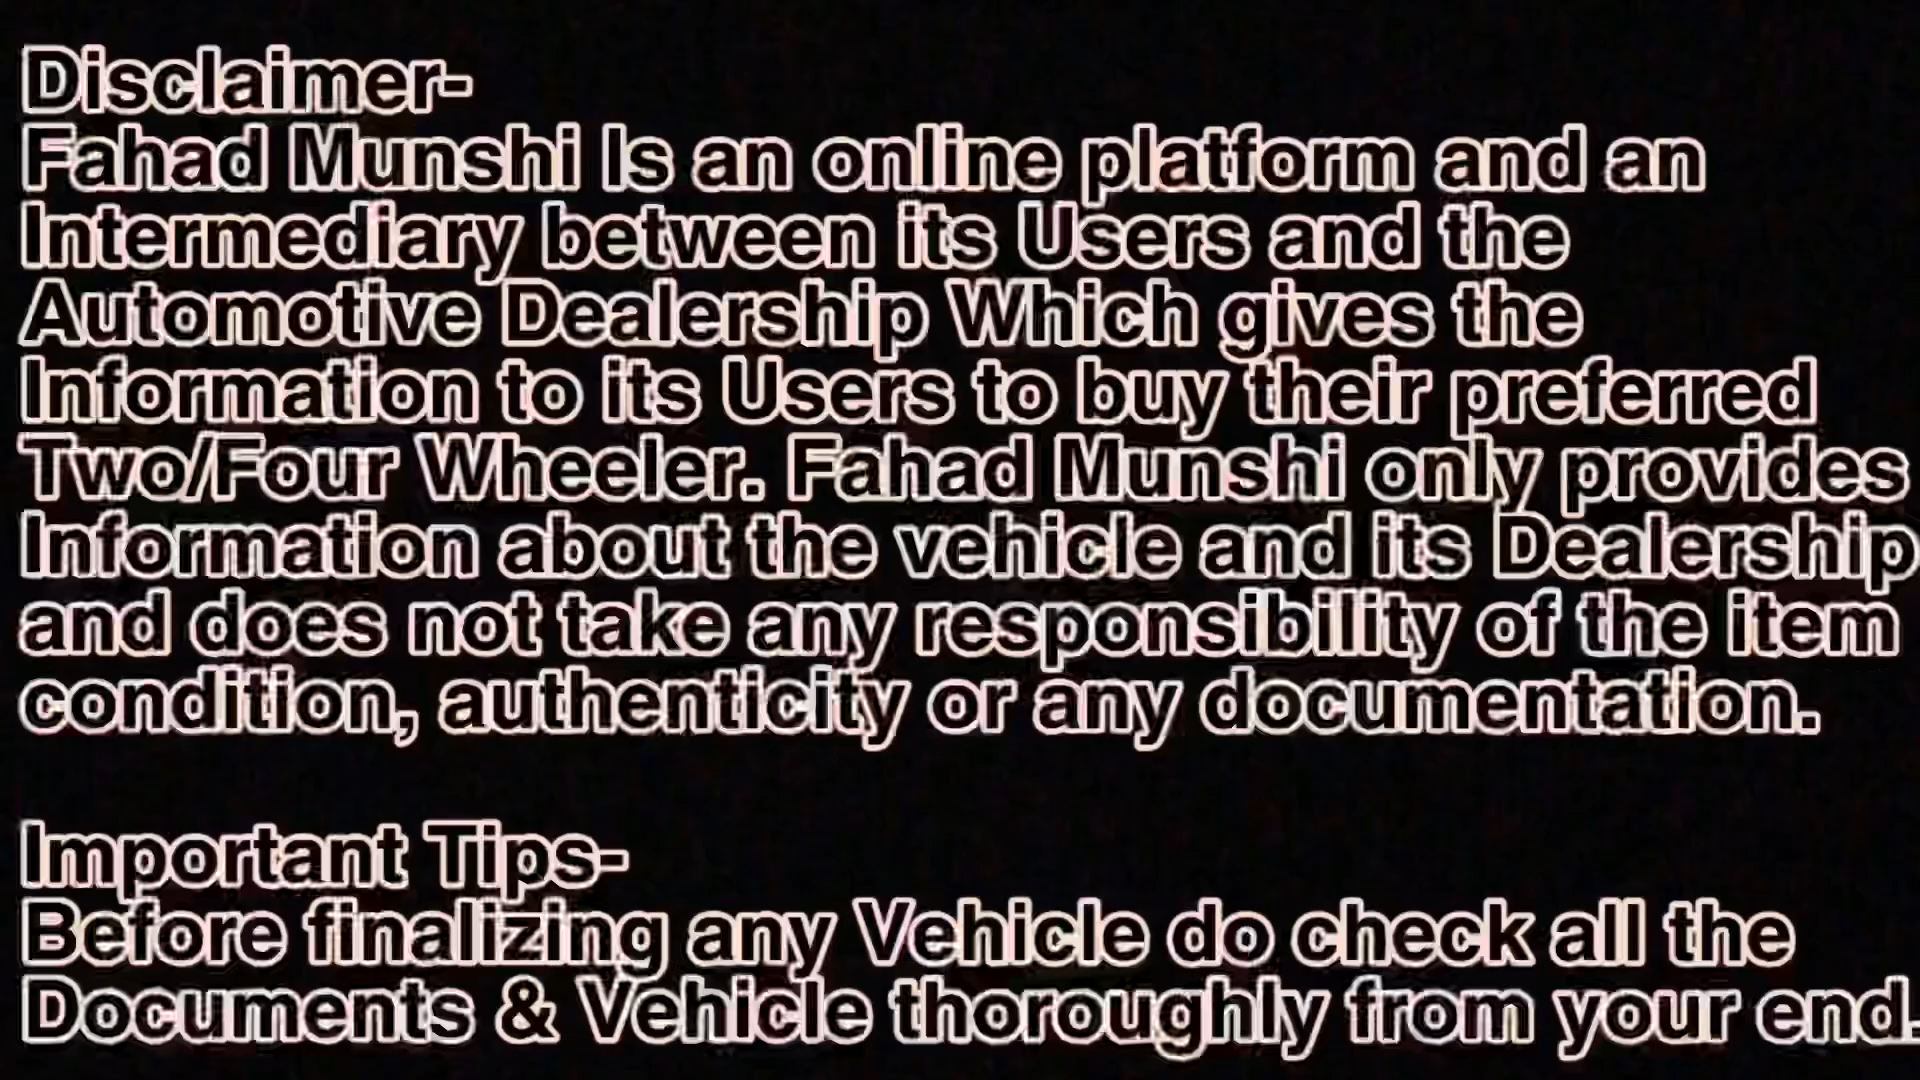 Disclaimer-
Fahad Munshi Is an online platform and an
Intermediary between its Users and the
Automotive Dealership Which gives the
Information to its Users to buy their preferred
Two/Four Wheeler. Fahad Munshi only provides
Information about the vehicle and its Dealership
and does not take any responsibility of the item
condition, authenticity or any documentation.
Important Tips-
Before finalizing any Vehicle do check all the
Documents & Vehicle thoroughly from your end.